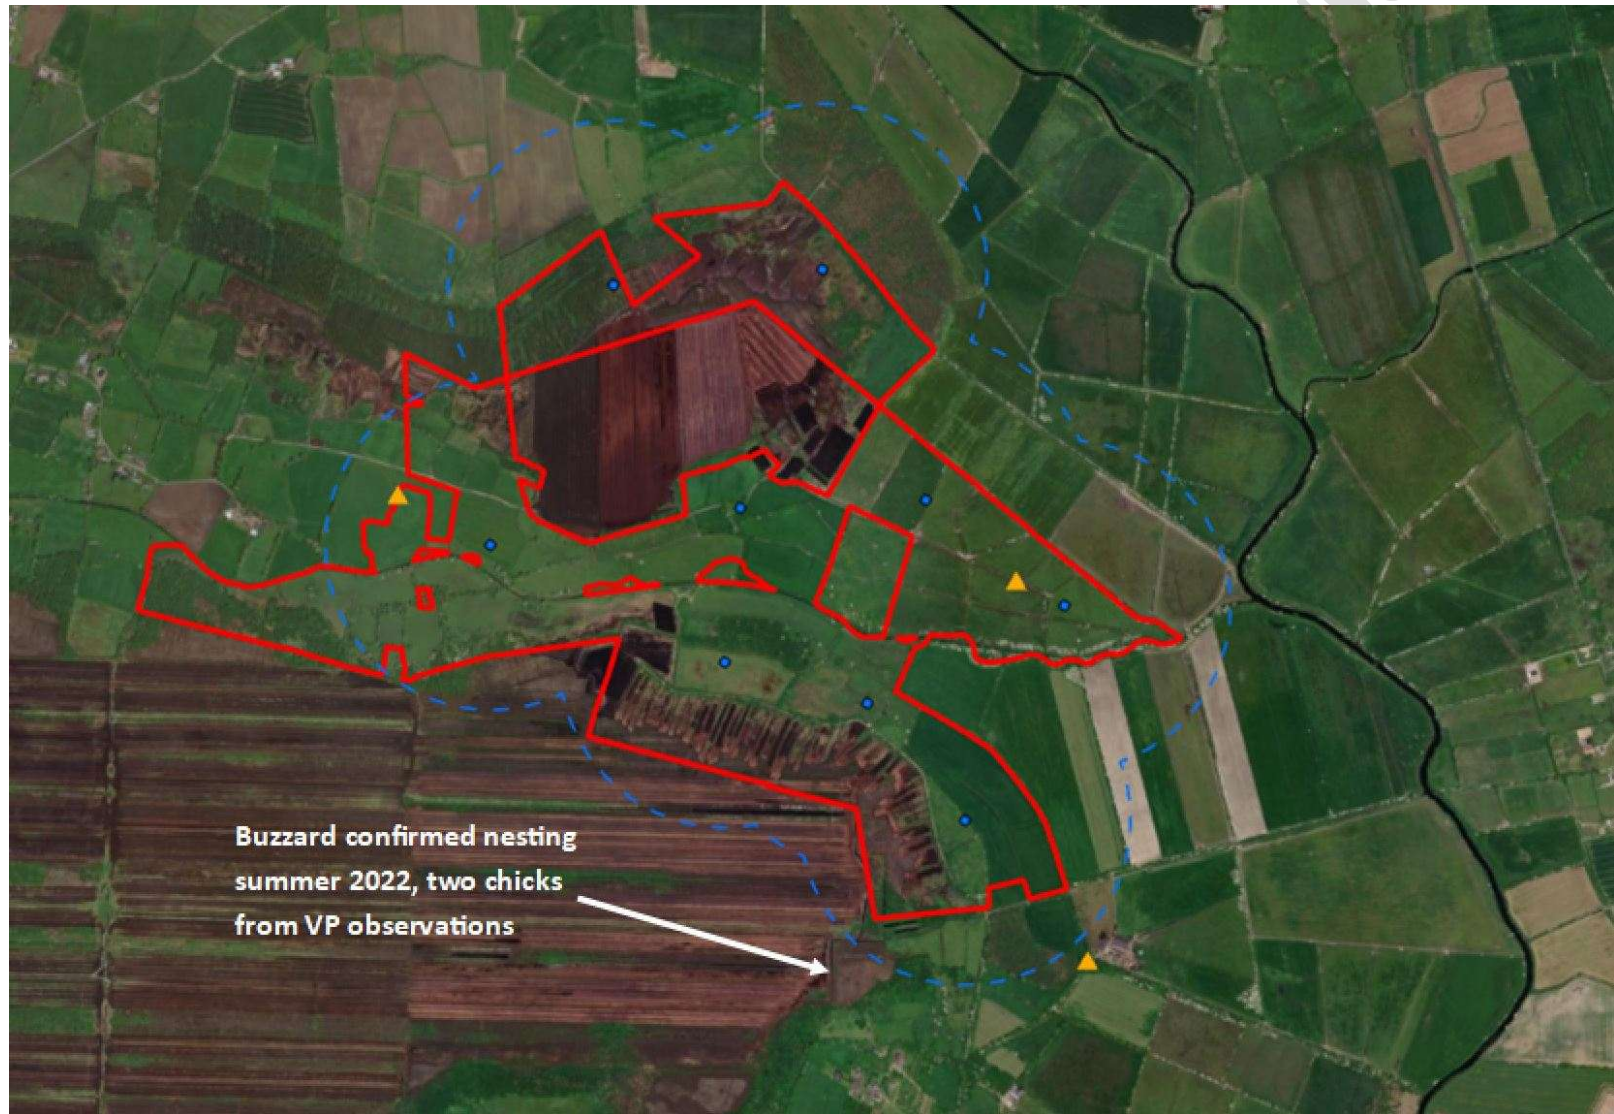 Buzzard confirmed nesting
summer 2022, two chicks
from VP observations